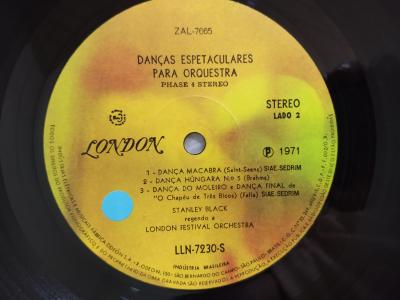 ZAL-7665
DANÇAS ESPETACULARES
PARA ORQUESTRA
PHASE 4 STEREO
STEREO
LADO 2
LONDON
℗ 1971
1 - DANÇA MACABRA (Saint-Saens) SIAE-SEDRIM
2 - DANÇA HÚNGARA N.o 5 (Brahms)
3 - DANÇA DO MOLEIRO e DANÇA FINAL de
"O Chapéu de Três Bicos) (Falla) SIAE-SEDRIM
STANLEY BLACK
regendo a
LONDON FESTIVAL ORCHESTRA
LLN-7230-S
INDÚSTRIA BRASILEIRA